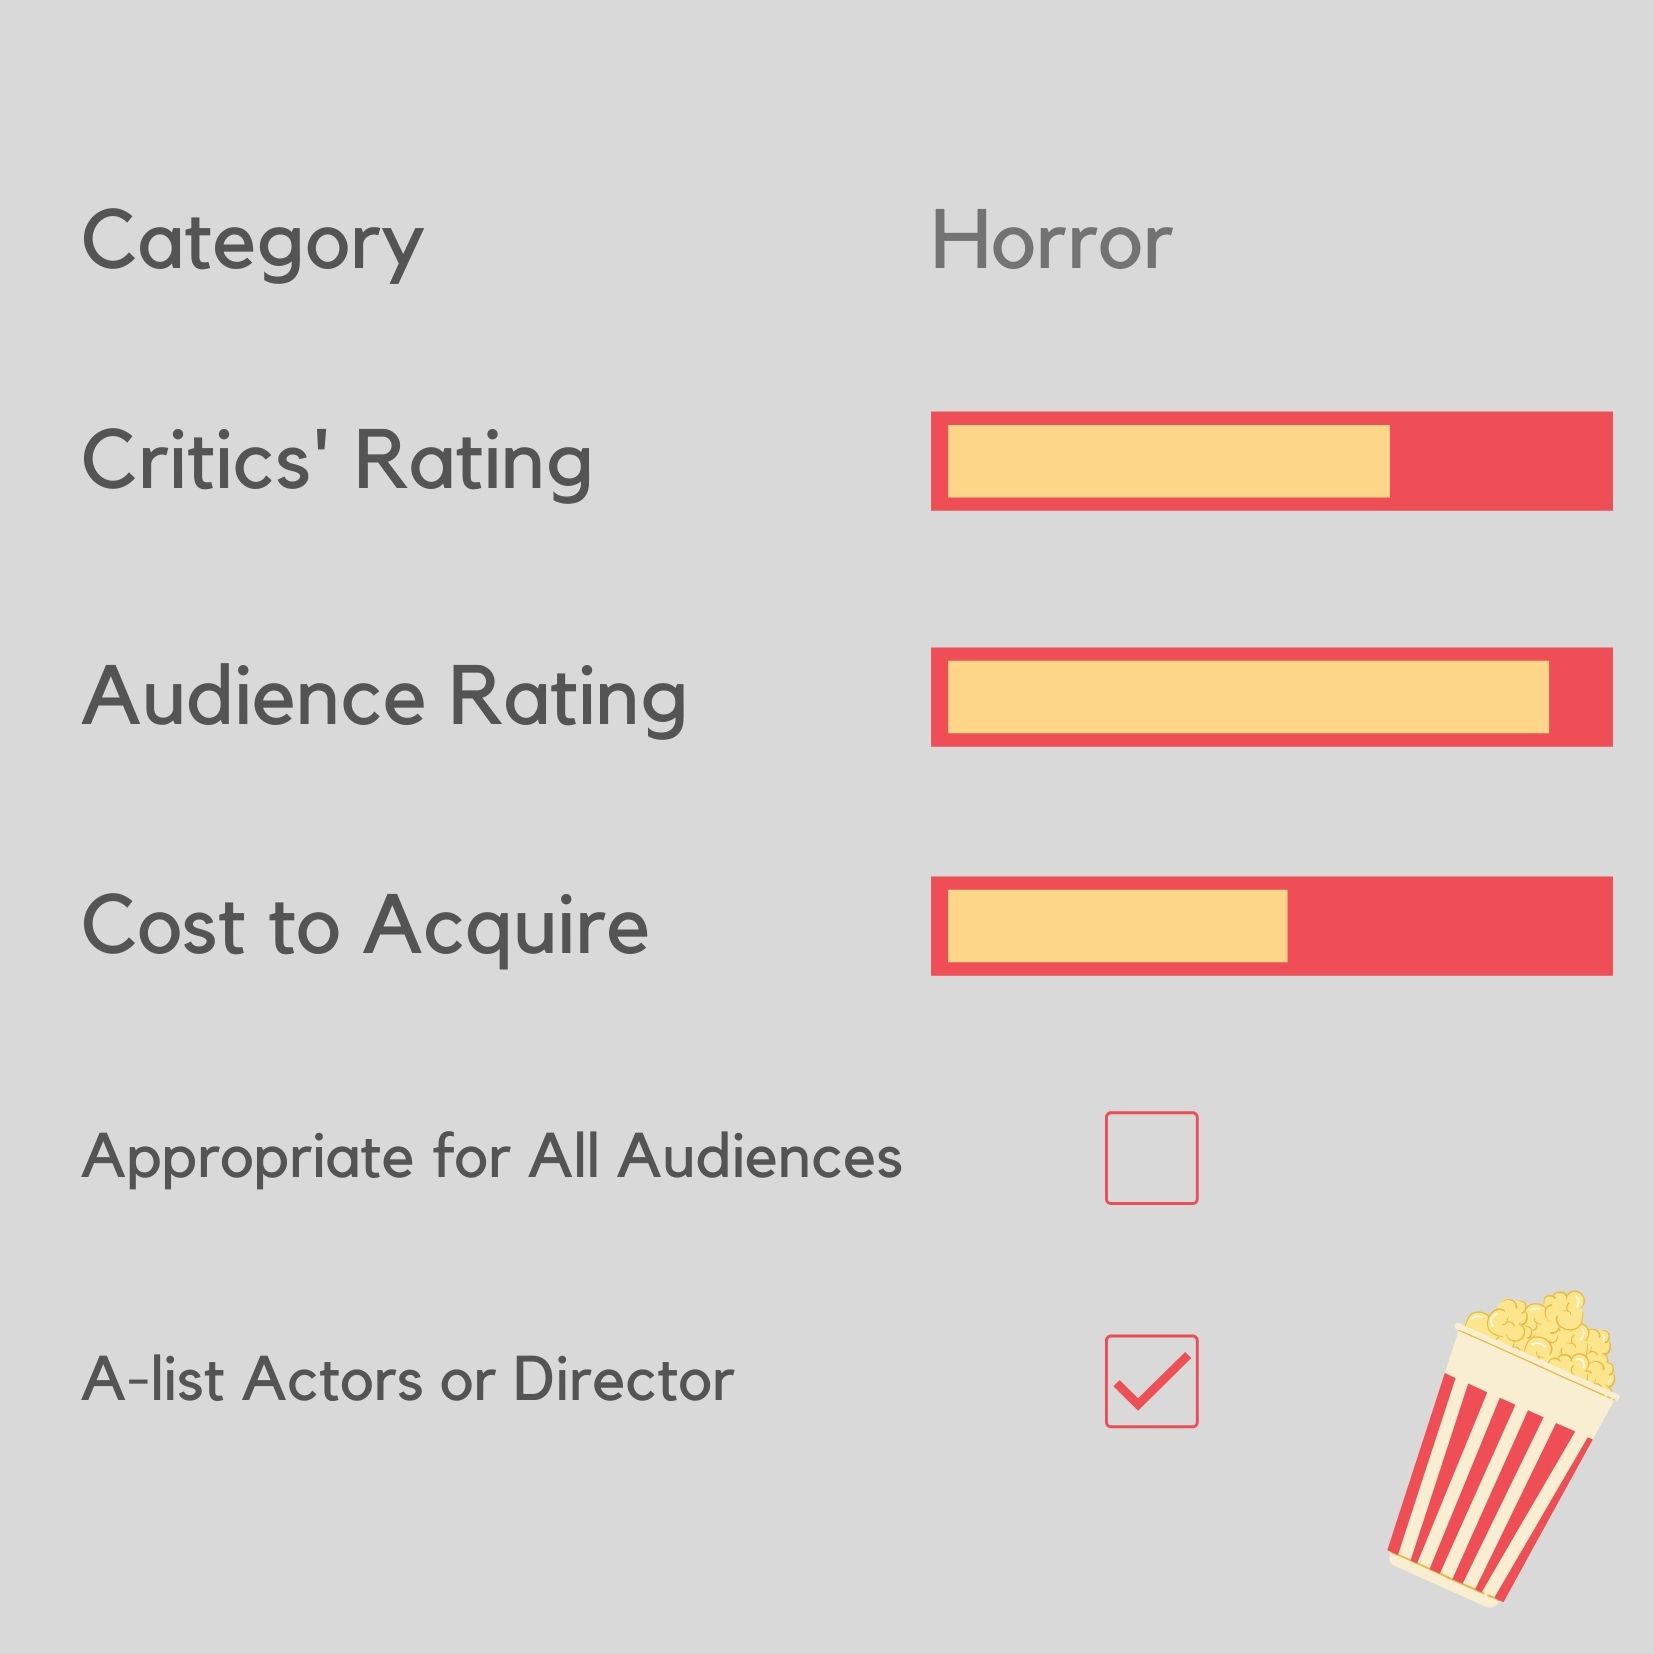 Category Horror
Critics' Rating
Audience Rating
Cost to Acquire
Appropriate for All Audiences
A-list Actors or Director